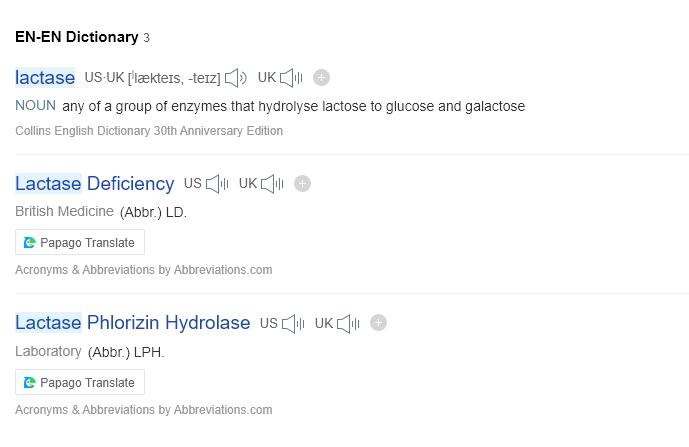 EN-EN Dictionary 3
lactase US·UK [ˈlækteɪs, -teɪz] UK
NOUN any of a group of enzymes that hydrolyse lactose to glucose and galactose
Collins English Dictionary 30th Anniversary Edition
Lactase Deficiency US UK
British Medicine (Abbr.) LD.
Papago Translate
Acronyms & Abbreviations by Abbreviations.com
Lactase Phlorizin Hydrolase US UK
Laboratory (Abbr.) LPH.
Papago Translate
Acronyms & Abbreviations by Abbreviations.com